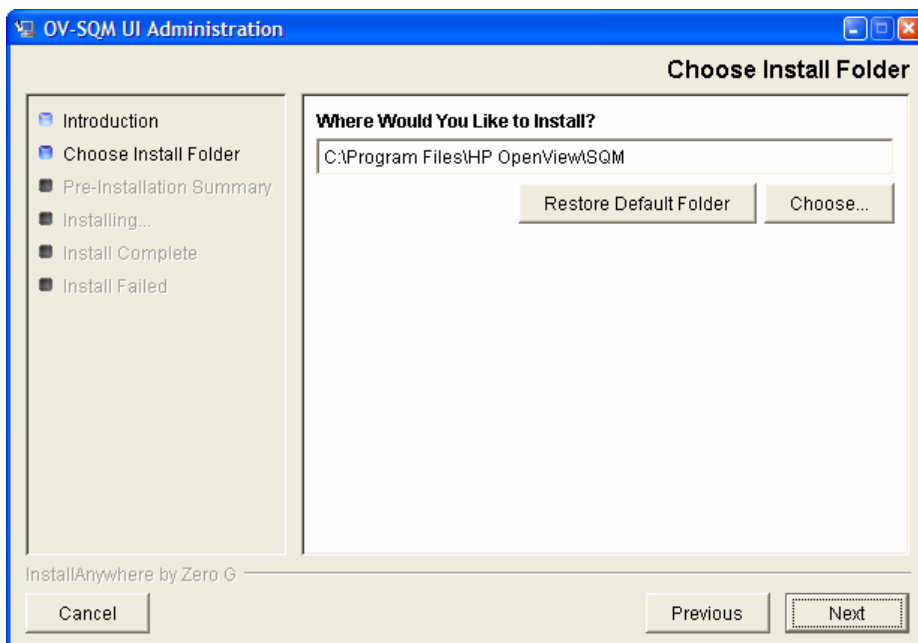 OV-SQM UI Administration
Choose Install Folder
Introduction
Choose Install Folder
Pre-Installation Summary
Installing...
Install Complete
Install Failed
Where Would You Like to Install?
C:\Program Files\HP OpenView\SQM
Restore Default Folder
Choose...
InstallAnywhere by Zero G
Cancel
Previous
Next